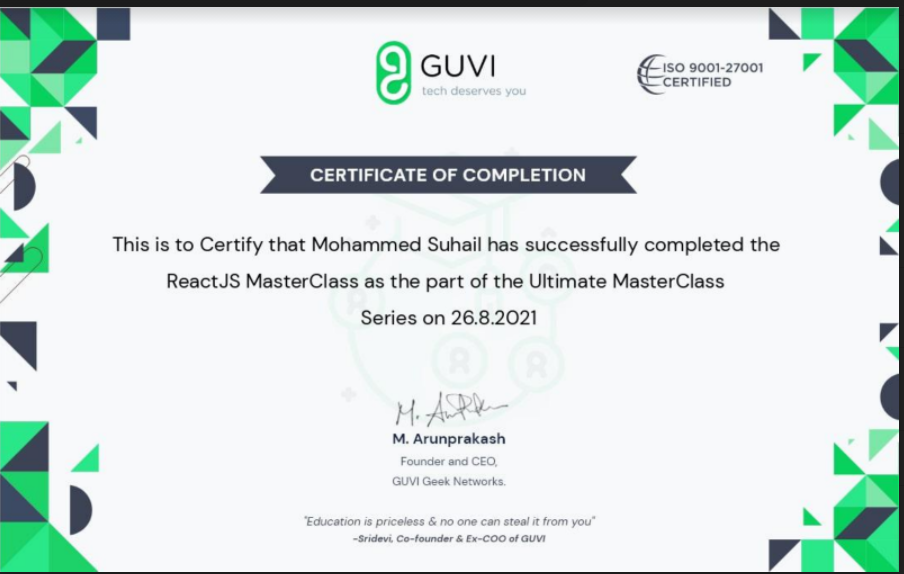 GUVI
tech deserves you
ISO 9001-27001
CERTIFIED
CERTIFICATE OF COMPLETION
This is to Certify that Mohammed Suhail has successfully completed the
ReactJS MasterClass as the part of the Ultimate MasterClass
Series on 26.8.2021
M. Arunprakash
Founder and CEO,
GUVI Geek Networks.
"Education is priceless & no one can steal it from you"
-Sridevi, Co-founder & Ex-COO of GUVI